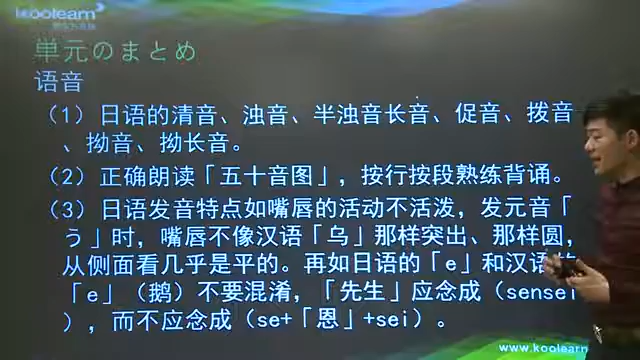 koolearn
単元のまとめ
语音
（1）日语的清音、浊音、半浊音长音、促音、拨音
、拗音、拗长音。
（2）正确朗读「五十音图」，按行按段熟练背诵。
（3）日语发音特点如嘴唇的活动不活泼，发元音「
う」时，嘴唇不像汉语「乌」那样突出、那样圆，
从侧面看几乎是平的。再如日语的「e」和汉语的
「e」（鹅）不要混淆，「先生」应念成（sensei
），而不应念成（se+「恩」+sei）。
www.koolearn